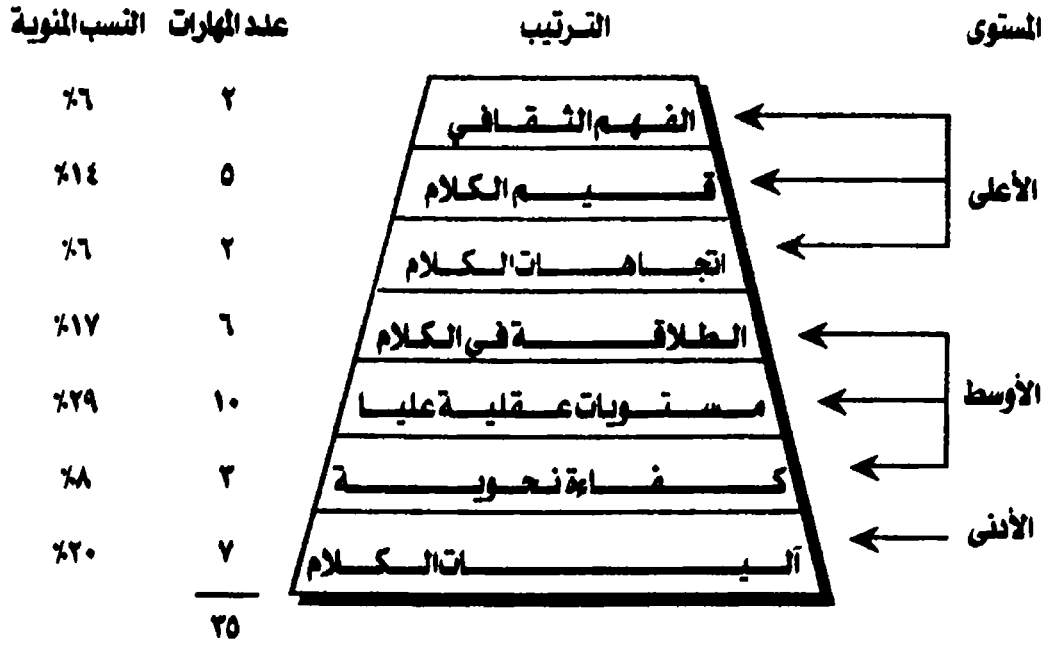 المستوى الترتيب عدد المهارات النسب المئوية
الفهم الثقافي ٢ ٦٪
الأعلى قيم الكلام ٥ ١٤٪
اتجاهات الكلام ٢ ٦٪
الطلاقة في الكلام ٦ ١٧٪
الأوسط مستويات عقلية عليا ١٠ ٢٩٪
كفاءة نحوية ٣ ٨٪
الأدنى آليات الكلام ٧ ٢٠٪
٣٥